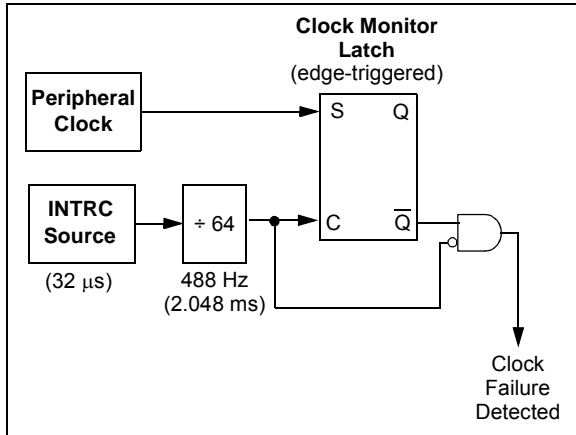 Clock Monitor
Latch
(edge-triggered)
Peripheral
Clock
S Q
INTRC
Source
÷ 64
C Q̅
(32 μs)
488 Hz
(2.048 ms)
Clock
Failure
Detected